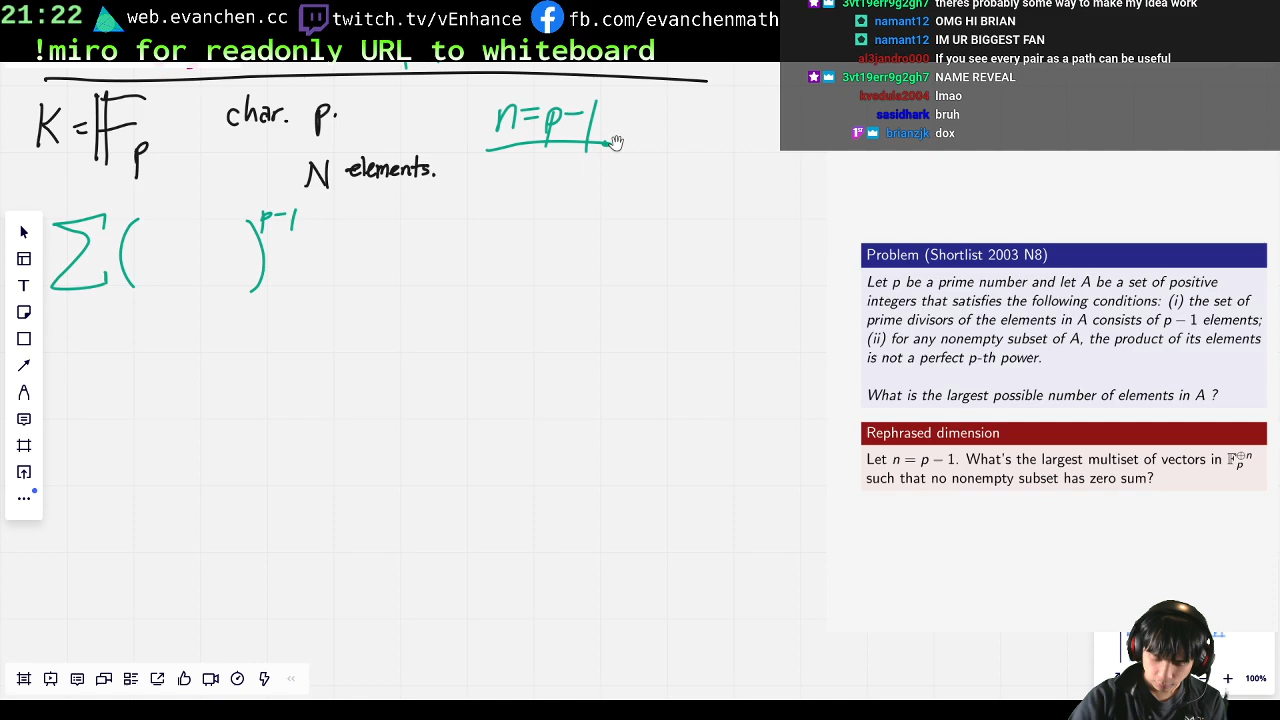 21:22 web.evanchen.cc twitch.tv/vEnhance fb.com/evanchenmath
!miro for readonly URL to whiteboard
3vt19err9g2gh7 theres probably some way to make my idea work
namant12 OMG HI BRIAN
namant12 IM UR BIGGEST FAN
al3jandro000 If you see every pair as a path can be useful
3vt19err9g2gh7 NAME REVEAL
kvedula2004 lmao
sasidhark bruh
1st brianzjk dox
K = 𝔽_p char. p. n = p-1
N elements.
∑( )^{p-1}
Problem (Shortlist 2003 N8)
Let p be a prime number and let A be a set of positive
integers that satisfies the following conditions: (i) the set of
prime divisors of the elements in A consists of p − 1 elements;
(ii) for any nonempty subset of A, the product of its elements
is not a perfect p-th power.
What is the largest possible number of elements in A ?
Rephrased dimension
Let n = p − 1. What's the largest multiset of vectors in 𝔽_p^{⊕n}
such that no nonempty subset has zero sum?
100%